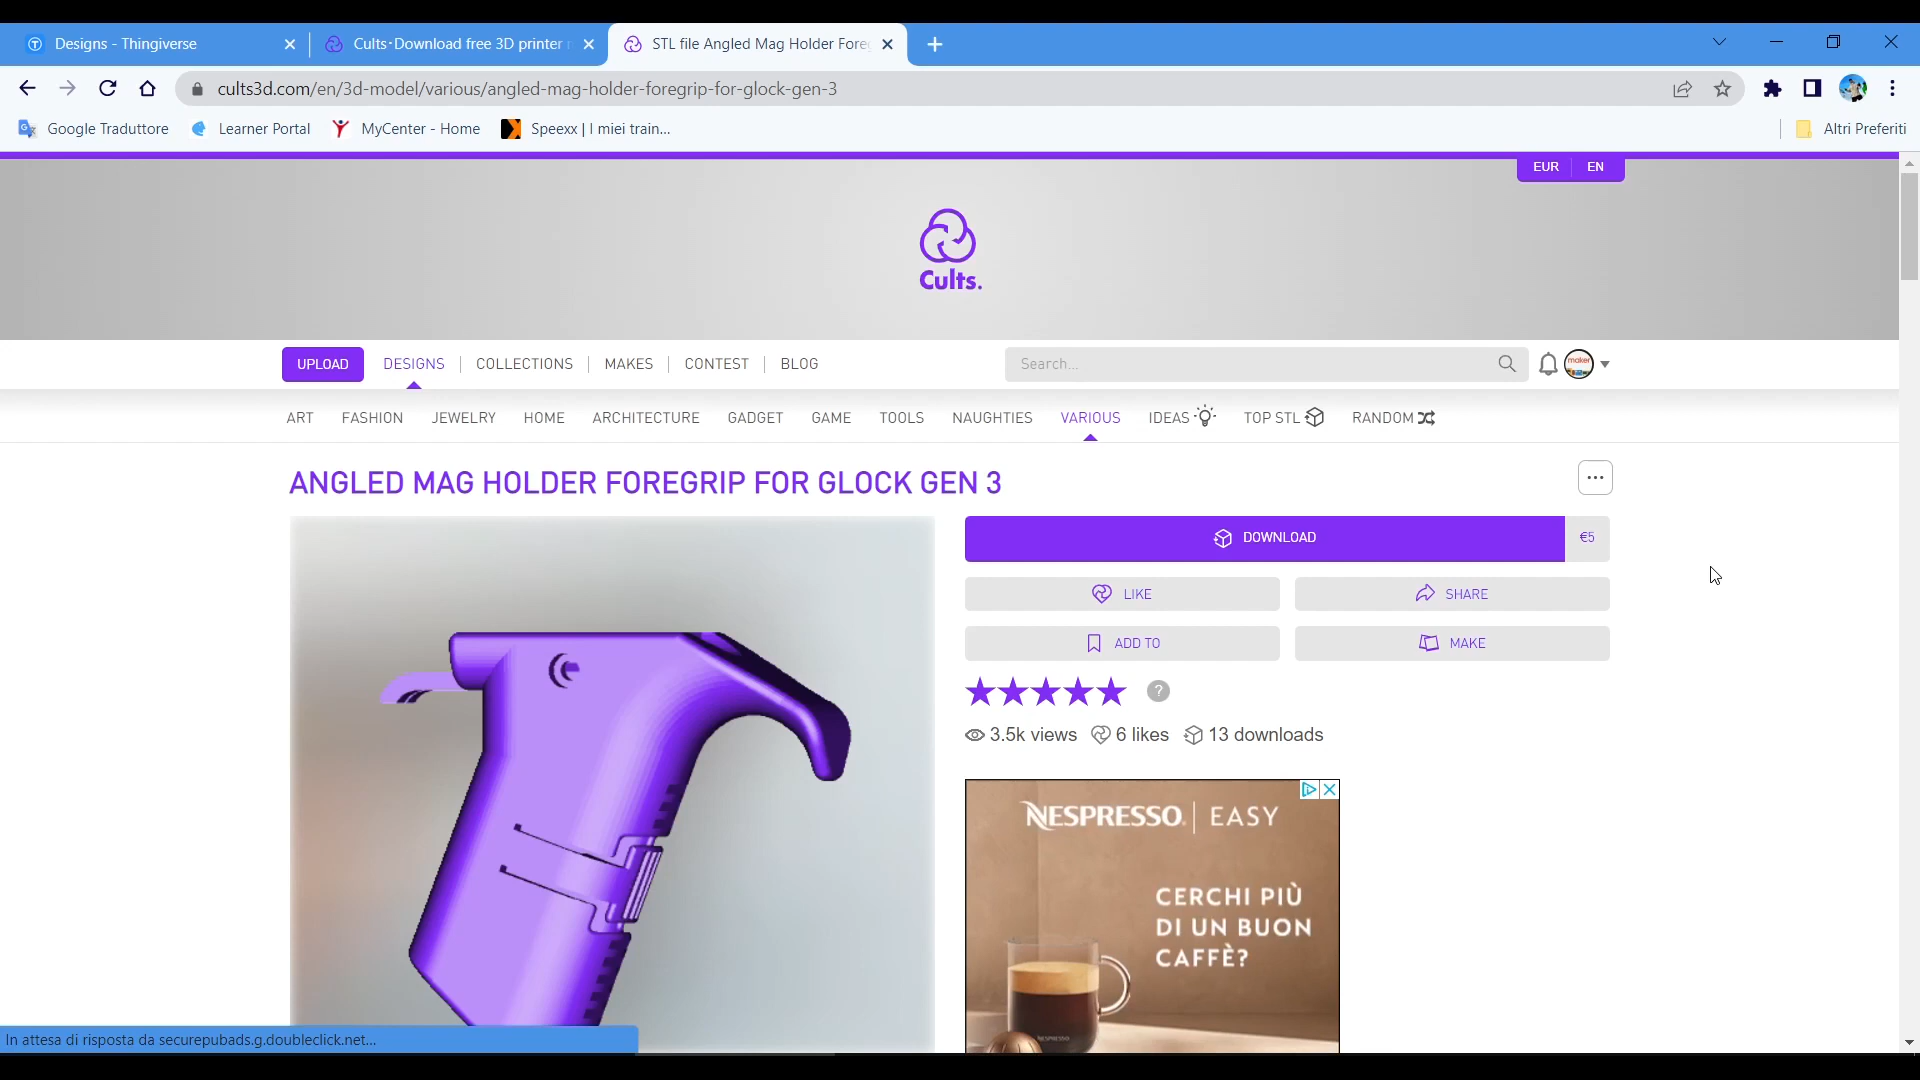 Designs - Thingiverse
Cults・Download free 3D printer
STL file Angled Mag Holder Fore
cults3d.com/en/3d-model/various/angled-mag-holder-foregrip-for-glock-gen-3
Google Traduttore
Learner Portal
MyCenter - Home
Speexx | I miei train...
Altri Preferiti
EUR EN
Cults.
UPLOAD DESIGNS COLLECTIONS MAKES CONTEST BLOG Search...
maker
ART FASHION JEWELRY HOME ARCHITECTURE GADGET GAME TOOLS NAUGHTIES VARIOUS IDEAS TOP STL RANDOM
ANGLED MAG HOLDER FOREGRIP FOR GLOCK GEN 3
...
DOWNLOAD €5
LIKE SHARE
ADD TO MAKE
?
3.5k views 6 likes 13 downloads
NESPRESSO. | EASY
CERCHI PIÙ
DI UN BUON
CAFFÈ?
NESPRESSO
In attesa di risposta da securepubads.g.doubleclick.net...